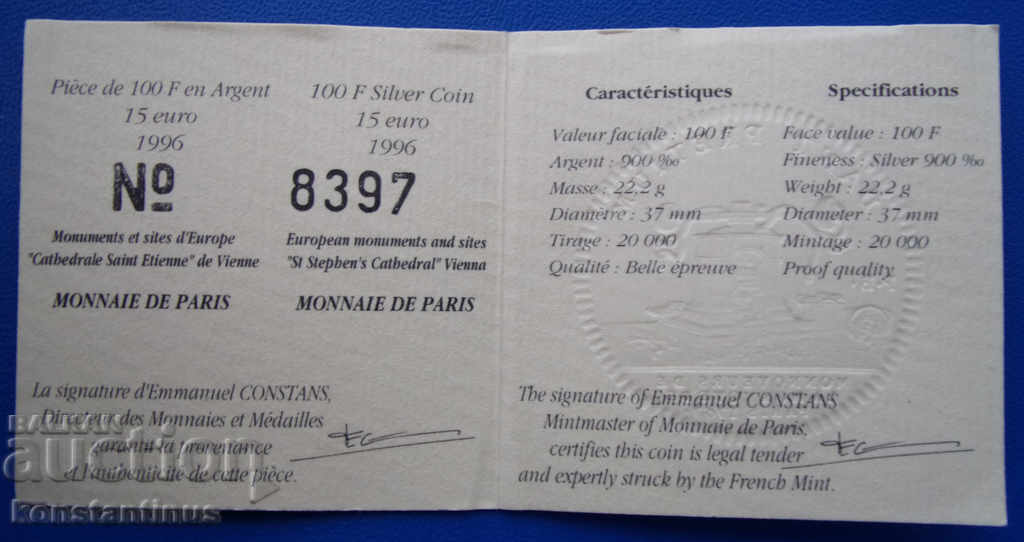 Pièce de 100 F en Argent
15 euro
1996
100 F Silver Coin
15 euro
1996
Nº 8397
Monuments et sites d'Europe
"Cathedrale Saint Etienne" de Vienne
MONNAIE DE PARIS
European monuments and sites
"St Stephen's Cathedral" Vienna
MONNAIE DE PARIS
La signature d'Emmanuel CONSTANS,
Directeur des Monnaies et Médailles
garantit la provenance
et l'authenticité de cette pièce.
Caractéristiques
Valeur faciale : 100 F
Argent : 900 ‰
Masse : 22,2 g
Diamètre : 37 mm
Tirage : 20 000
Qualité : Belle épreuve
Specifications
Face value : 100 F
Fineness : Silver 900 ‰
Weight : 22,2 g
Diameter : 37 mm
Mintage : 20 000
Proof quality
The signature of Emmanuel CONSTANS
Mintmaster of Monnaie de Paris,
certifies this coin is legal tender
and expertly struck by the French Mint.
BALKAN
auction
konstantinus